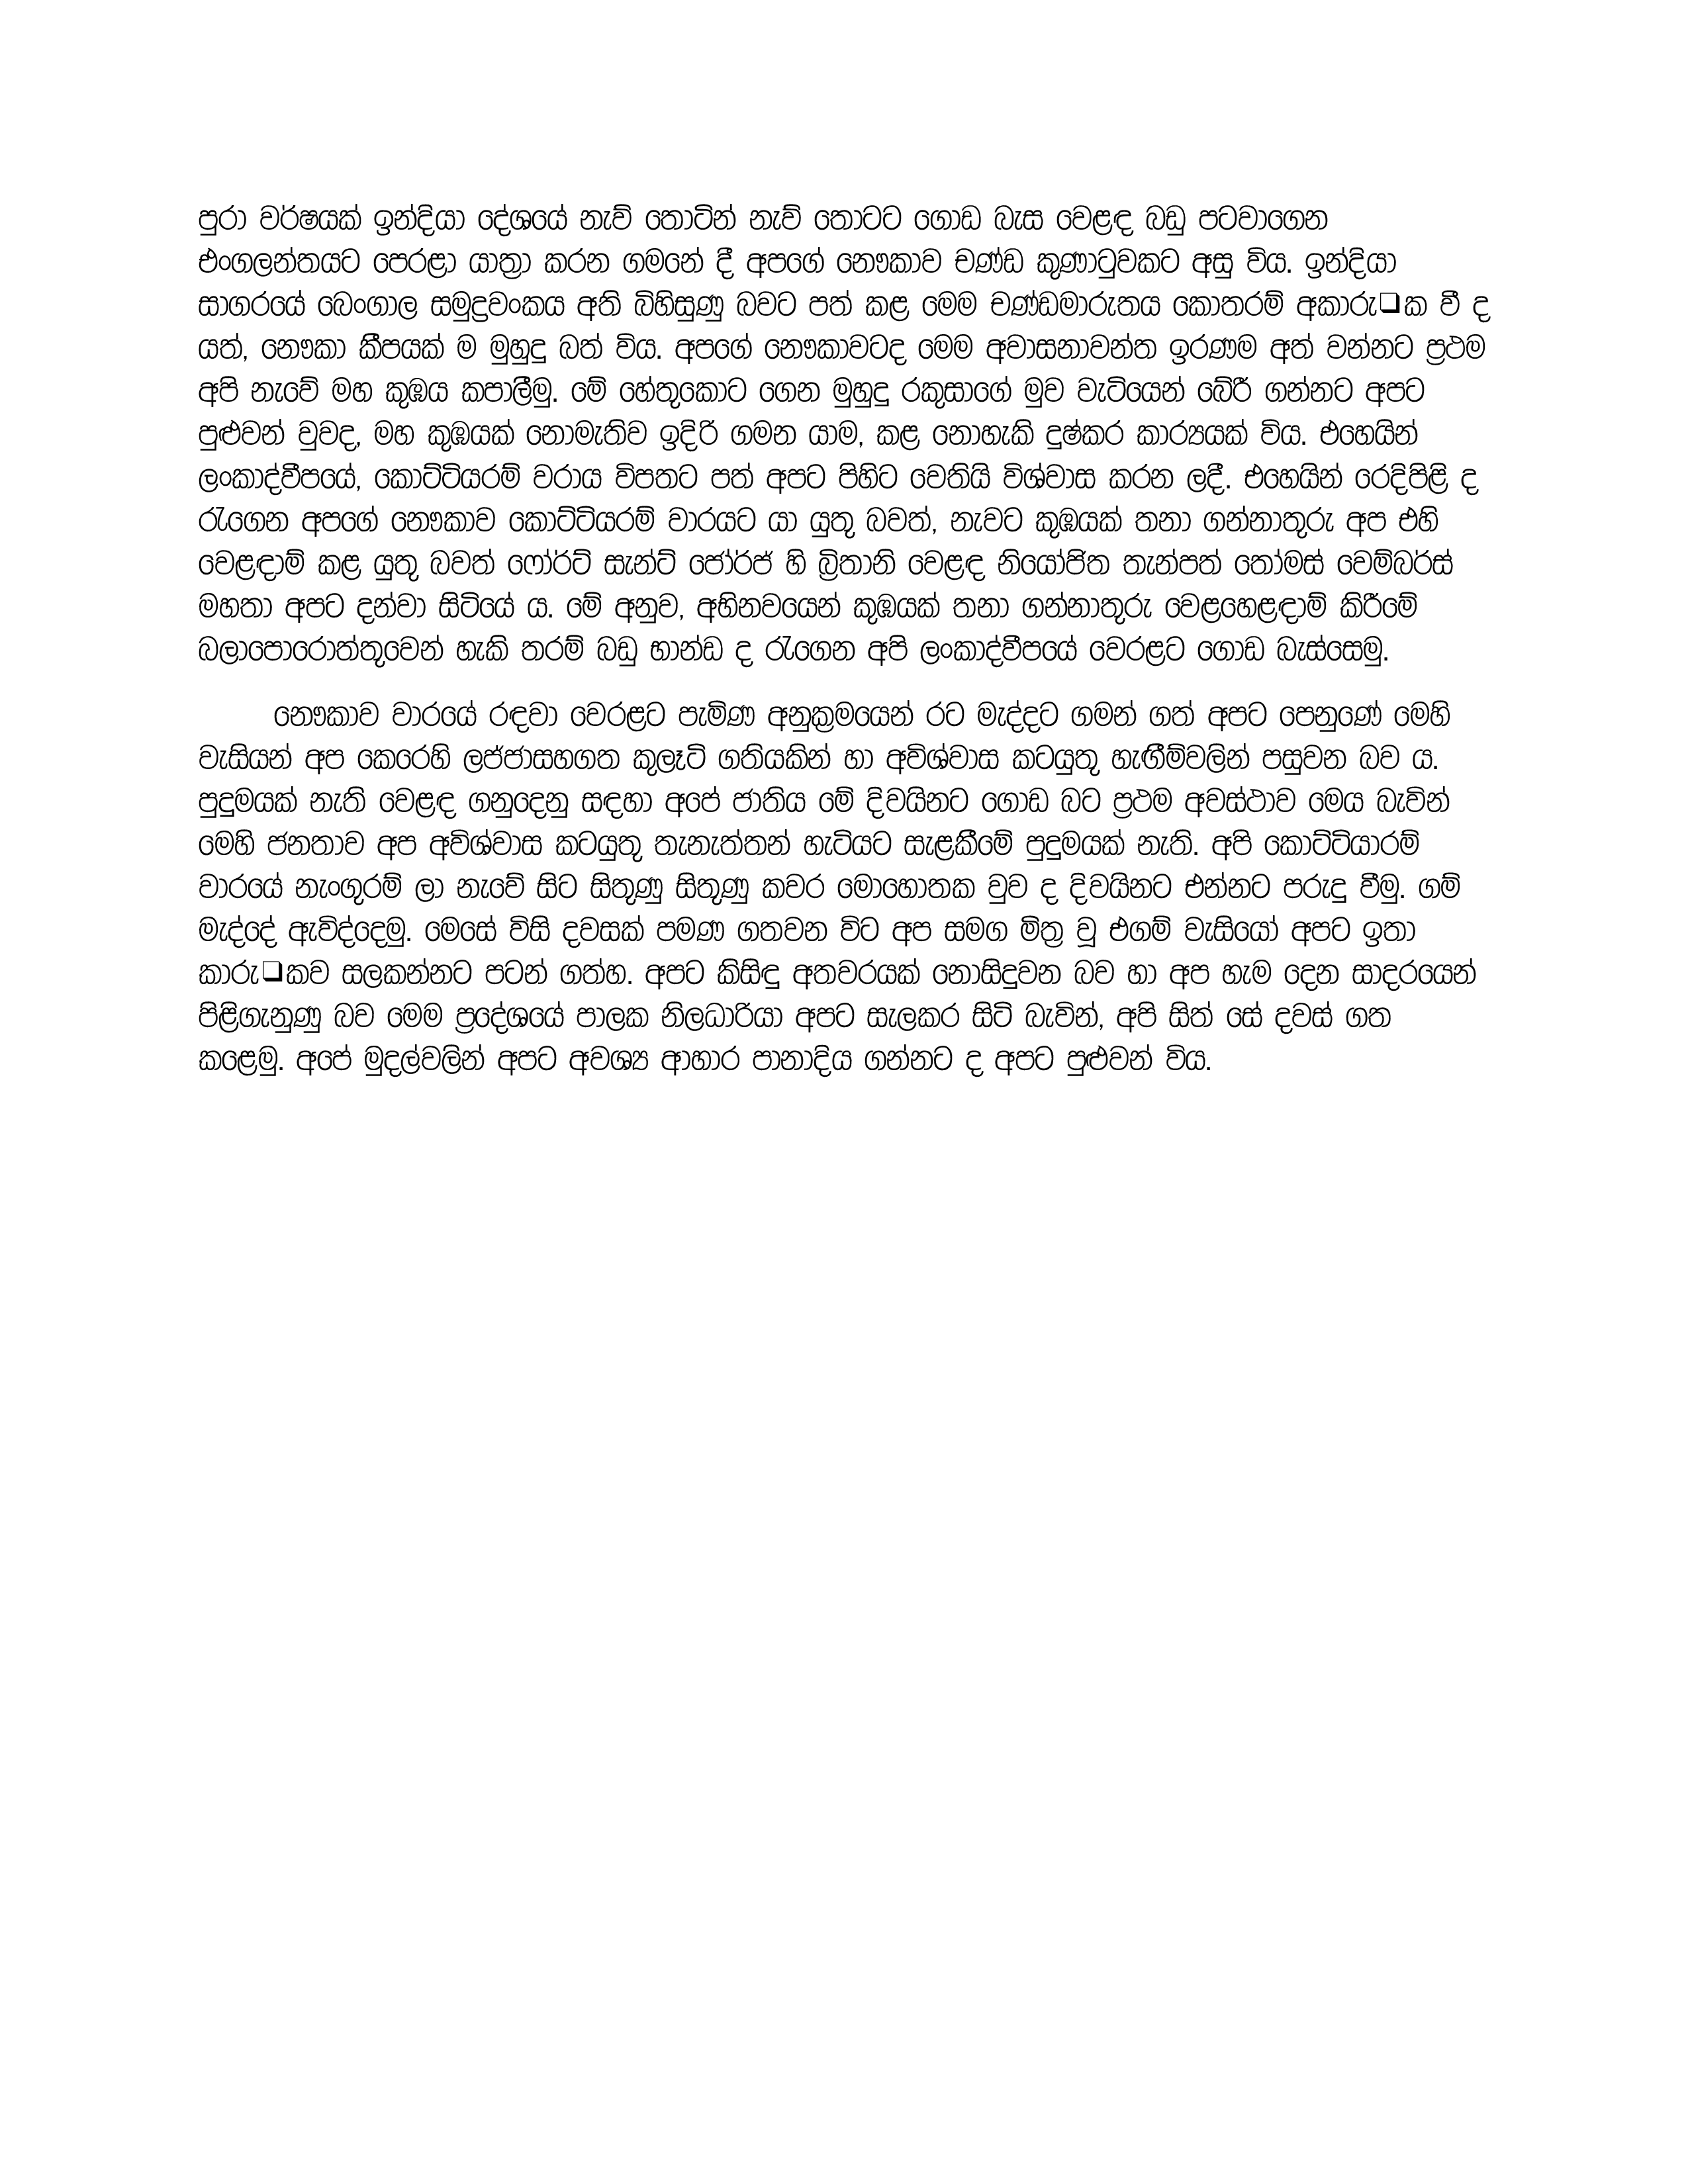 පුරා වර්ෂයක් ඉන්දියා දේශයේ නැව් තොටින් නැව් තොටට ගොඩ බැස වෙළඳ බඩු පටවාගෙන
එංගලන්තයට පෙරළා යාත්‍රා කරන ගමනේ දී අපගේ නෞකාව චණ්ඩ කුණාටුවකට අසු විය. ඉන්දියා
සාගරයේ බෙංගාල සමුද්‍රවංකය අති බිහිසුණු බවට පත් කළ මෙම චණ්ඩමාරුතය කොතරම් අකාරු❑ක වී ද
යත්, නෞකා කීපයක් ම මුහුදු බත් විය. අපගේ නෞකාවටද මෙම අවාසනාවන්ත ඉරණම අත් වන්නට ප්‍රථම
අපි නැවේ මහ කුඹය කපාලීමු. මේ හේතුකොට ගෙන මුහුදු රකුසාගේ මුව වැටියෙන් බේරී ගන්නට අපට
පුළුවන් වුවද, මහ කුඹයක් නොමැතිව ඉදිරි ගමන යාම, කළ නොහැකි දුෂ්කර කාර්‍යයක් විය. එහෙයින්
ලංකාද්වීපයේ, කොට්ටියරම් වරාය විපතට පත් අපට පිහිට වෙතියි විශ්වාස කරන ලදී. එහෙයින් රෙදිපිළි ද
රැගෙන අපගේ නෞකාව කොට්ටියරම් වාරයට යා යුතු බවත්, නැවට කුඹයක් තනා ගන්නාතුරු අප එහි
වෙළඳාම් කළ යුතු බවත් ෆෝර්ට් සැන්ට් ජෝර්ජ් හි බ්‍රිතානි වෙළඳ නියෝජිත තැන්පත් තෝමස් වෙම්බර්ස්
මහතා අපට දන්වා සිටියේ ය. මේ අනුව, අභිනවයෙන් කුඹයක් තනා ගන්නාතුරු වෙළහෙළඳාම් කිරීමේ
බලාපොරොත්තුවෙන් හැකි තරම් බඩු භාන්ඩ ද රැගෙන අපි ලංකාද්වීපයේ වෙරළට ගොඩ බැස්සෙමු.
නෞකාව වාරයේ රඳවා වෙරළට පැමිණ අනුක්‍රමයෙන් රට මැද්දට ගමන් ගත් අපට පෙනුණේ මෙහි
වැසියන් අප කෙරෙහි ලජ්ජාසහගත කුලෑටි ගතියකින් හා අවිශ්වාස කටයුතු හැඟීම්වලින් පසුවන බව ය.
පුදුමයක් නැති වෙළඳ ගනුදෙනු සඳහා අපේ ජාතිය මේ දිවයිනට ගොඩ බට ප්‍රථම අවස්ථාව මෙය බැවින්
මෙහි ජනතාව අප අවිශ්වාස කටයුතු තැනැත්තන් හැටියට සැළකීමේ පුදුමයක් නැති. අපි කොට්ටියාරම්
වාරයේ නැංගුරම් ලා නැවේ සිට සිතුණු සිතුණු කවර මොහොතක වුව ද දිවයිනට එන්නට පරුදු වීමු. ගම්
මැද්දේ ඇවිද්දෙමු. මෙසේ විසි දවසක් පමණ ගතවන විට අප සමග මිත්‍ර වූ එගම් වැසියෝ අපට ඉතා
කාරු❑කව සලකන්නට පටන් ගත්හ. අපට කිසිඳු අතවරයක් නොසිදුවන බව හා අප හැම දෙන සාදරයෙන්
පිළිගැනුණු බව මෙම ප්‍රදේශයේ පාලක නිලධාරියා අපට සැලකර සිටි බැවින්, අපි සිත් සේ දවස් ගත
කළෙමු. අපේ මුදල්වලින් අපට අවශ්‍ය ආහාර පානාදිය ගන්නට ද අපට පුළුවන් විය.